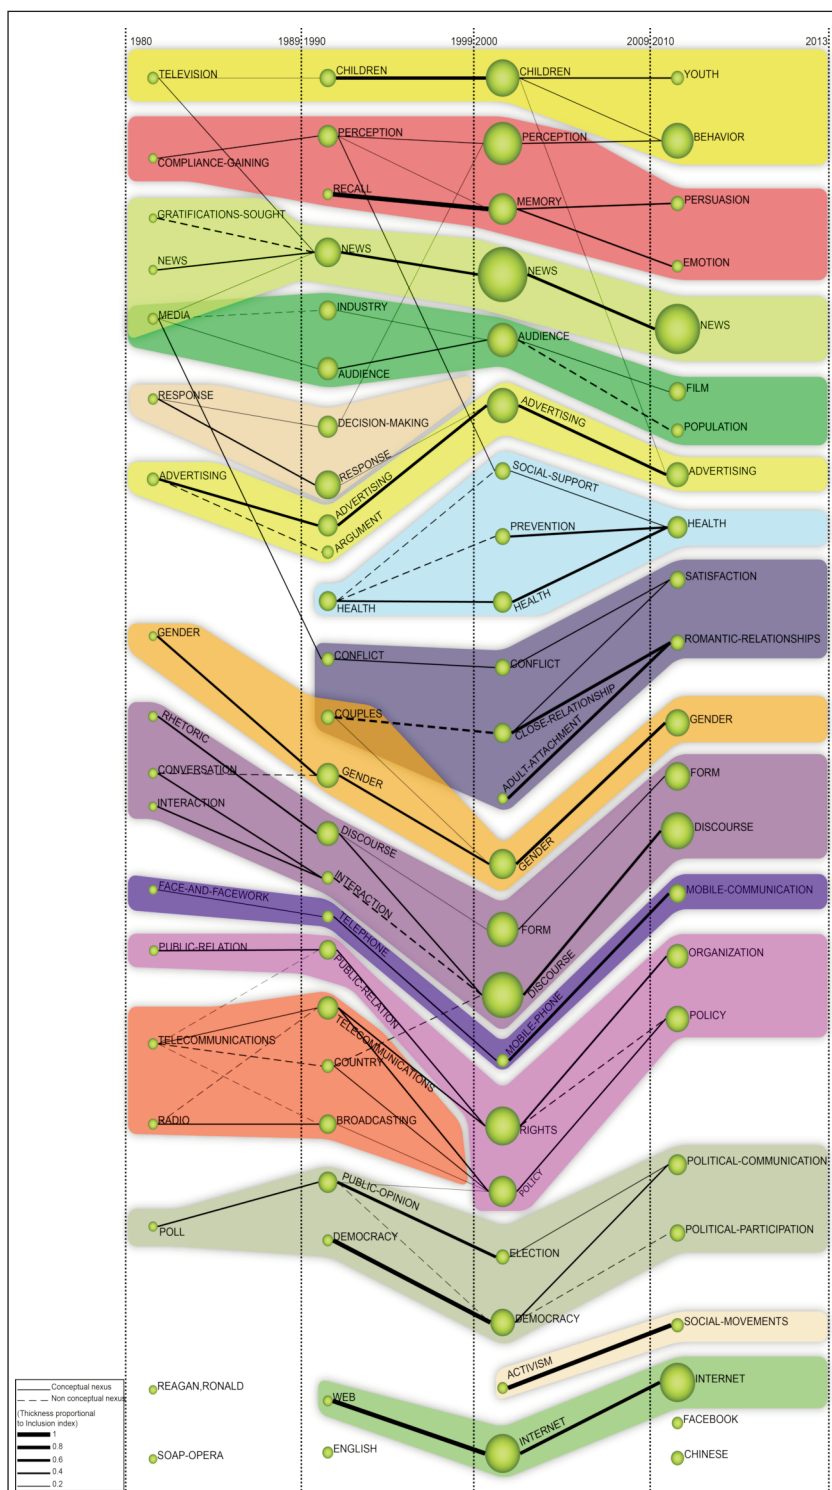 1980
1989
1990
1999
2000
2009
2010
2013
TELEVISION
CHILDREN
CHILDREN
YOUTH
BEHAVIOR
COMPLIANCE-GAINING
PERCEPTION
RECALL
PERCEPTION
MEMORY
PERSUASION
EMOTION
GRATIFICATIONS-SOUGHT
NEWS
NEWS
NEWS
NEWS
MEDIA
INDUSTRY
AUDIENCE
AUDIENCE
FILM
POPULATION
RESPONSE
DECISION-MAKING
RESPONSE
ADVERTISING
ADVERTISING
ARGUMENT
ADVERTISING
ADVERTISING
HEALTH
SOCIAL-SUPPORT
PREVENTION
HEALTH
HEALTH
CONFLICT
COUPLES
CONFLICT
CLOSE-RELATIONSHIP
ADULT-ATTACHMENT
SATISFACTION
ROMANTIC-RELATIONSHIPS
GENDER
GENDER
GENDER
GENDER
RHETORIC
CONVERSATION
INTERACTION
DISCOURSE
INTERACTION
FORM
DISCOURSE
FORM
DISCOURSE
FACE-AND-FACEWORK
TELEPHONE
MOBILE-PHONE
MOBILE-COMMUNICATION
PUBLIC-RELATION
PUBLIC-RELATION
RIGHTS
POLICY
ORGANIZATION
POLICY
TELECOMMUNICATIONS
RADIO
TELECOMMUNICATIONS
COUNTRY
BROADCASTING
POLL
PUBLIC-OPINION
DEMOCRACY
ELECTION
DEMOCRACY
POLITICAL-COMMUNICATION
POLITICAL-PARTICIPATION
ACTIVISM
SOCIAL-MOVEMENTS
REAGAN,RONALD
WEB
INTERNET
INTERNET
FACEBOOK
SOAP-OPERA
ENGLISH
CHINESE
Conceptual nexus
Non conceptual nexus
(Thickness proportional
to Inclusion index)
1
0.8
0.6
0.4
0.2